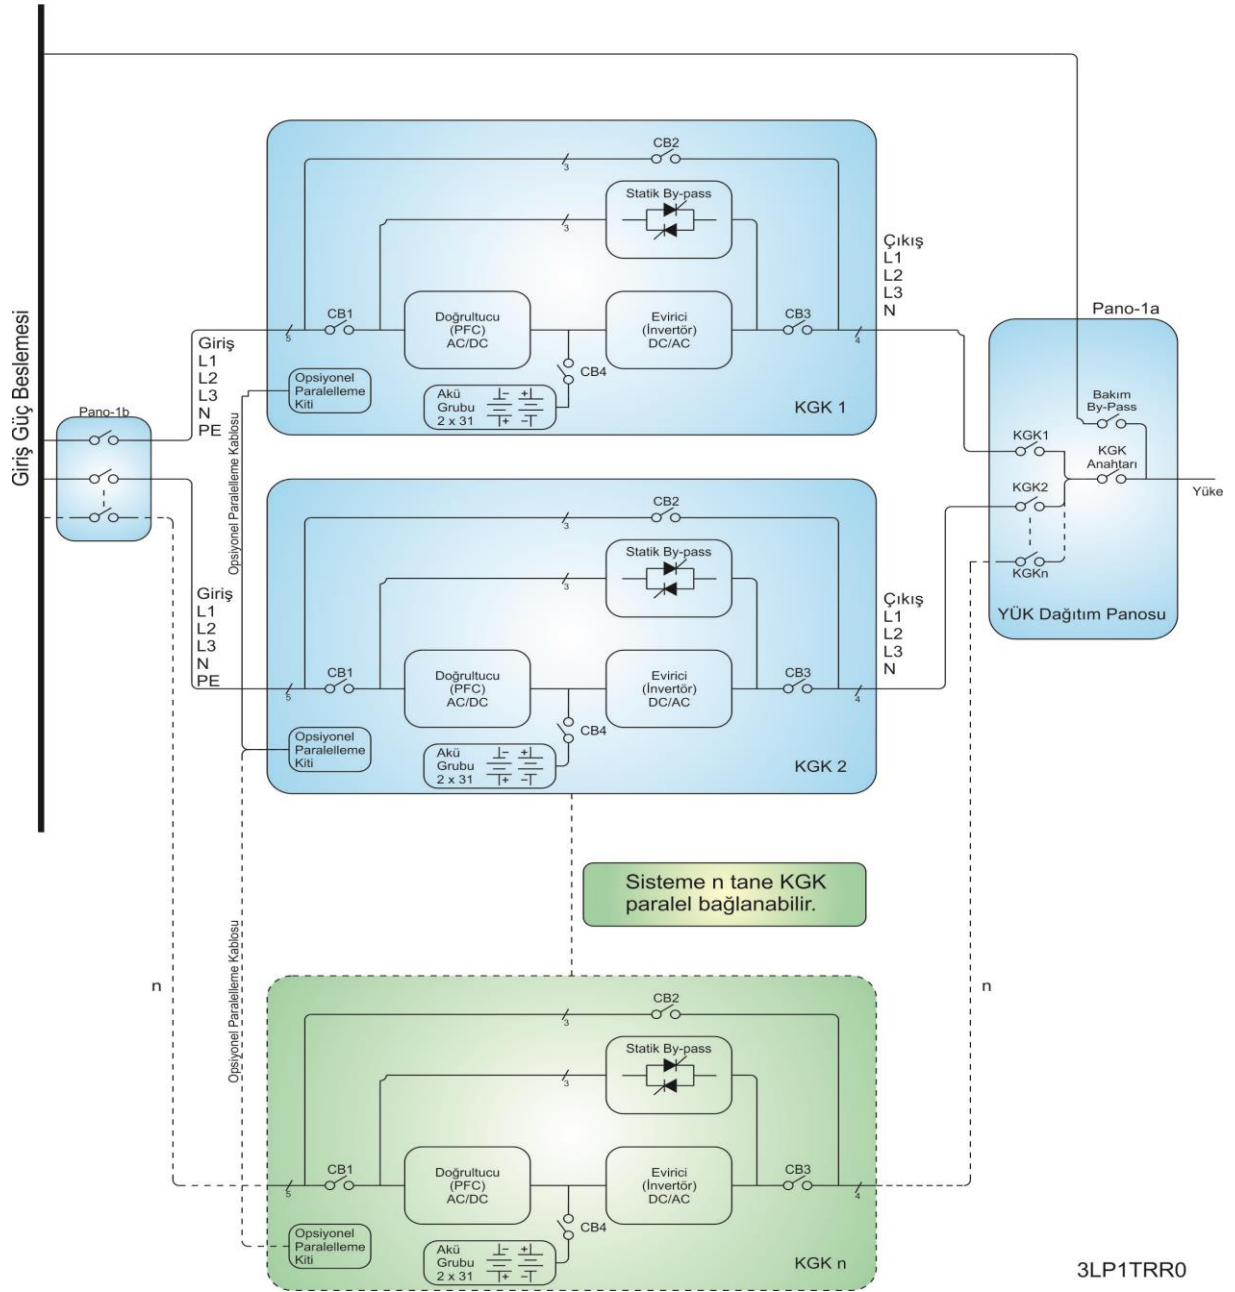 Giriş Güç Beslemesi
Pano-1b
Giriş
L1
L2
L3
N
PE
CB2
3
Statik By-pass
3
CB1
5
Doğrultucu
(PFC)
AC/DC
Evirici
(İnvertör)
DC/AC
CB3
4
CB4
Opsiyonel
Paralelleme
Kiti
Akü
Grubu
2 x 31
KGK 1
Çıkış
L1
L2
L3
N
Opsiyonel Paralelleme Kablosu
Pano-1a
Bakım
By-Pass
KGK1
KGK
Anahtarı
KGK2
KGKn
YÜK Dağıtım Panosu
Yüke
Giriş
L1
L2
L3
N
PE
CB2
3
Statik By-pass
3
CB1
5
Doğrultucu
(PFC)
AC/DC
Evirici
(İnvertör)
DC/AC
CB3
4
CB4
Opsiyonel
Paralelleme
Kiti
Akü
Grubu
2 x 31
KGK 2
Çıkış
L1
L2
L3
N
Sisteme n tane KGK
paralel bağlanabilir.
Opsiyonel Paralelleme Kablosu
n
n
CB2
3
Statik By-pass
3
CB1
5
Doğrultucu
(PFC)
AC/DC
Evirici
(İnvertör)
DC/AC
CB3
4
CB4
Opsiyonel
Paralelleme
Kiti
Akü
Grubu
2 x 31
KGK n
3LP1TRR0